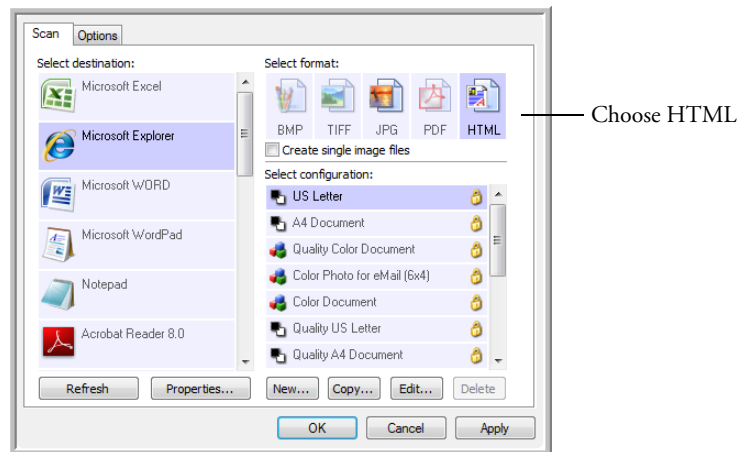 Scan
Options
Select destination:
Microsoft Excel
Microsoft Explorer
Microsoft WORD
Microsoft WordPad
Notepad
Acrobat Reader 8.0
Refresh
Properties...
Select format:
BMP
TIFF
JPG
PDF
HTML
Create single image files
Select configuration:
US Letter
A4 Document
Quality Color Document
Color Photo for eMail (6x4)
Color Document
Quality US Letter
Quality A4 Document
New...
Copy...
Edit...
Delete
OK
Cancel
Apply
Choose HTML